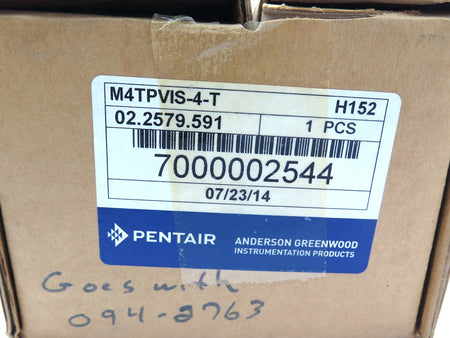 M4TPVIS-4-T H152
02.2579.591 1 PCS
7000002544
07/23/14
PENTAIR ANDERSON GREENWOOD
INSTRUMENTATION PRODUCTS
Goes with
094-2763